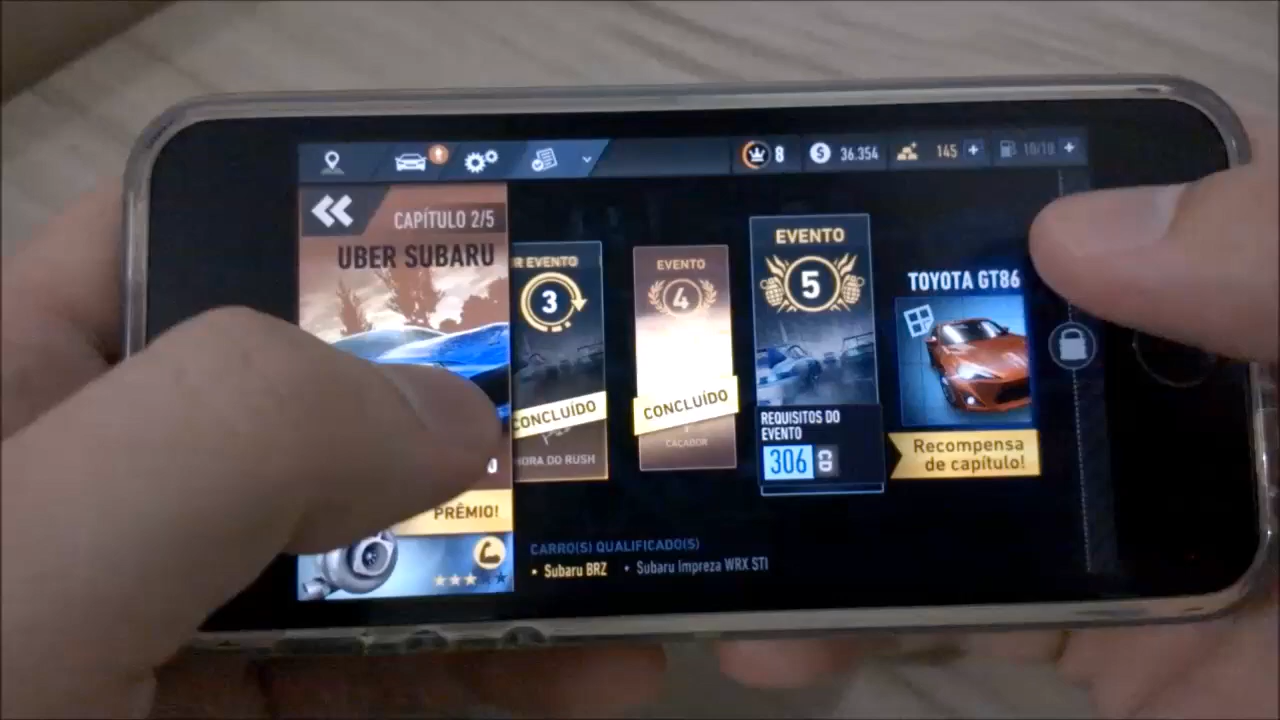 8
36.354
145
10/10
CAPÍTULO 2/5
UBER SUBARU
PRÊMIO!
R EVENTO
3
CONCLUÍDO
HORA DO RUSH
EVENTO
4
CONCLUÍDO
CAÇADOR
EVENTO
5
REQUISITOS DO
EVENTO
306 CD
TOYOTA GT86
Recompensa
de capítulo!
CARRO(S) QUALIFICADO(S)
• Subaru BRZ • Subaru Impreza WRX STI